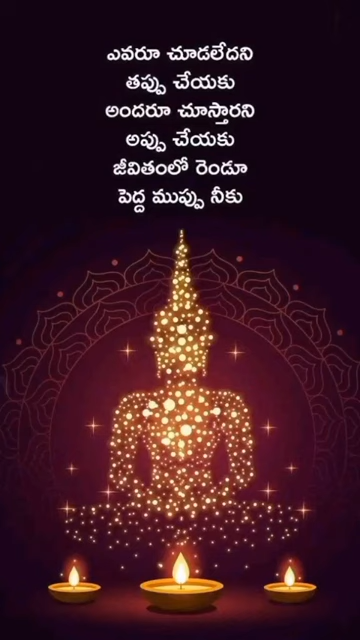 ఎవరూ చూడలేదని
తప్పు చేయకు
అందరూ చూస్తారని
అప్పు చేయకు
జీవితంలో రెండూ
పెద్ద ముప్పు నీకు